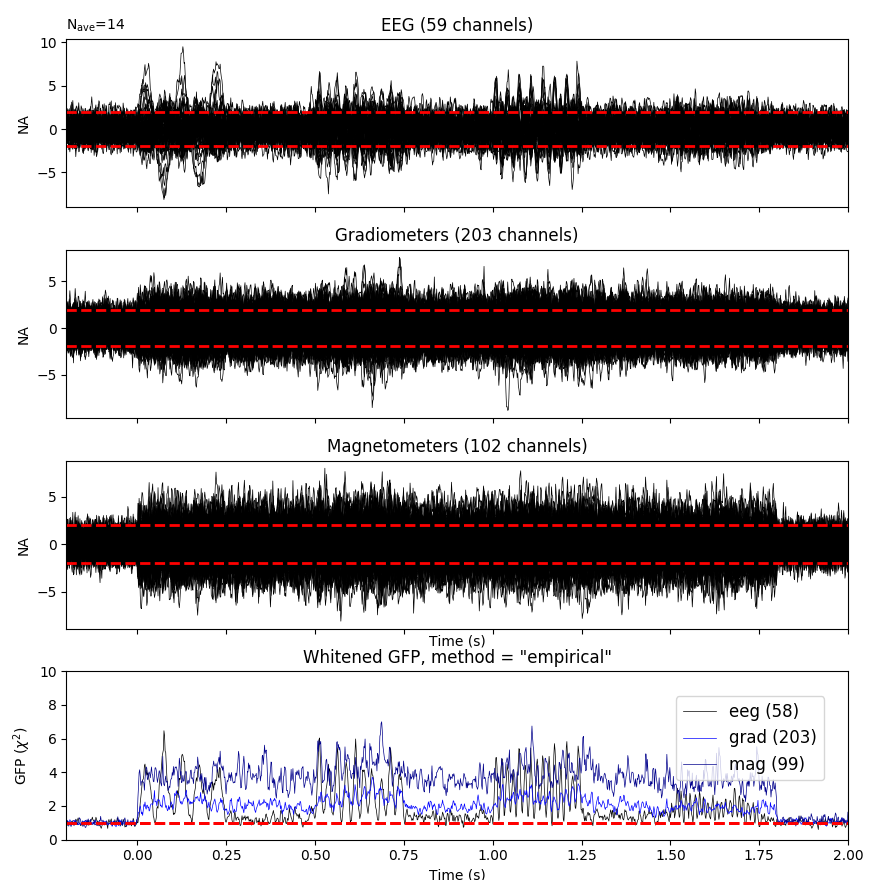 N_ave=14
EEG (59 channels)
10
5
0
−5
NA
Gradiometers (203 channels)
5
0
−5
NA
Magnetometers (102 channels)
5
0
−5
NA
Time (s)
Whitened GFP, method = "empirical"
10
8
6
4
2
0
GFP (χ²)
eeg (58)
grad (203)
mag (99)
0.00 0.25 0.50 0.75 1.00 1.25 1.50 1.75 2.00
Time (s)